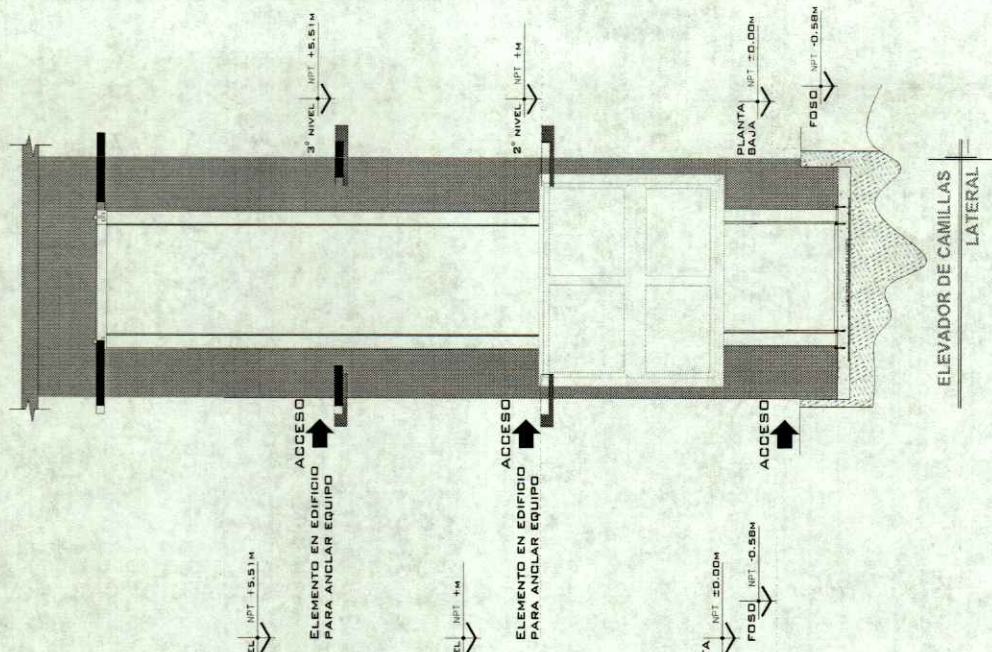 3° NIVEL NPT +5.51M
2° NIVEL NPT ±M
PLANTA
BAJA
NPT ±0.00M
FOSO NPT -0.58M
ACCESO
ELEMENTO EN EDIFICIO
PARA ANCLAR EQUIPO
ACCESO
ELEMENTO EN EDIFICIO
PARA ANCLAR EQUIPO
ACCESO
NPT +5.51M
NPT ±M
NPT ±0.00M
FOSO NPT -0.58M
ELEVADOR DE CAMILLAS
LATERAL